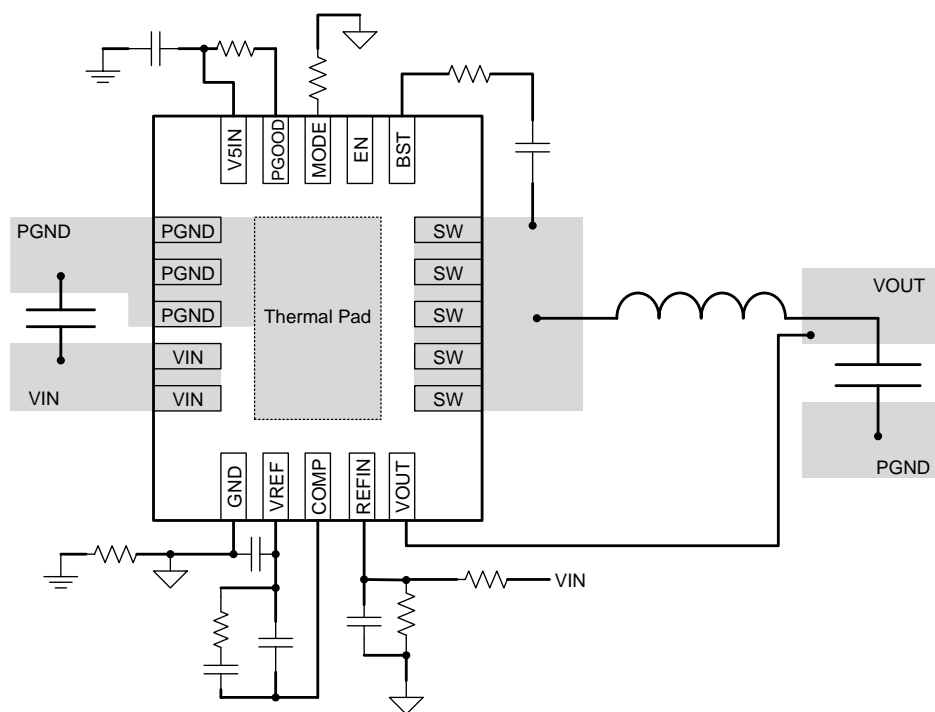 V5IN
PGOOD
MODE
EN
BST
PGND
PGND
SW
PGND
SW
VOUT
PGND
Thermal Pad
SW
VIN
SW
VIN
VIN
SW
PGND
GND
VREF
COMP
REFIN
VOUT
VIN